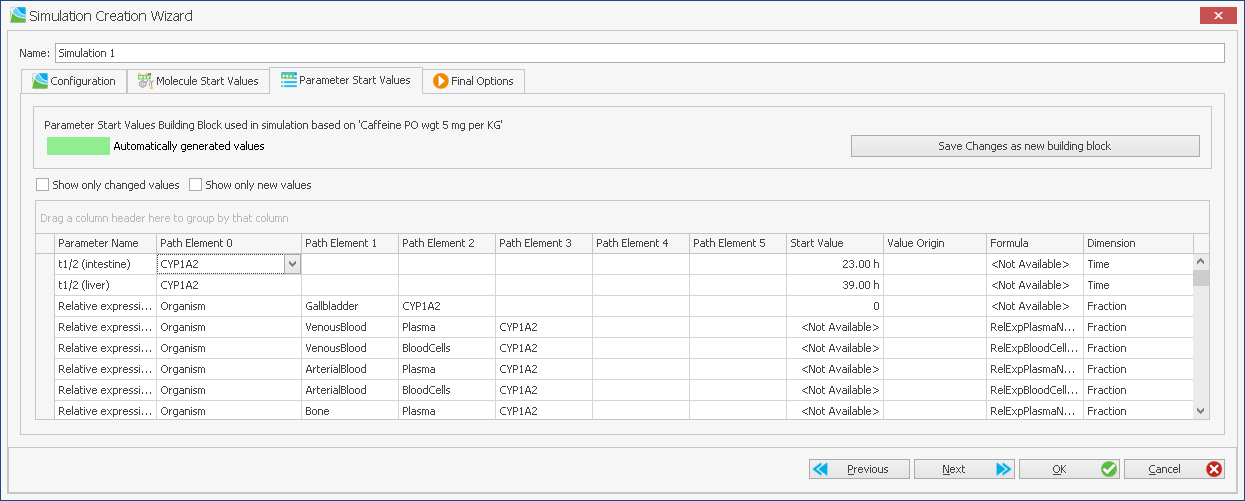 Simulation Creation Wizard
Name: Simulation 1
Configuration Molecule Start Values Parameter Start Values Final Options
Parameter Start Values Building Block used in simulation based on 'Caffeine PO wgt 5 mg per KG'
Automatically generated values Save Changes as new building block
Show only changed values Show only new values
Drag a column header here to group by that column
Parameter Name Path Element 0 Path Element 1 Path Element 2 Path Element 3 Path Element 4 Path Element 5 Start Value Value Origin Formula Dimension
t1/2 (intestine) CYP1A2 23.00 h <Not Available> Time
t1/2 (liver) CYP1A2 39.00 h <Not Available> Time
Relative expressi... Organism Gallbladder CYP1A2 0 <Not Available> Fraction
Relative expressi... Organism VenousBlood Plasma CYP1A2 <Not Available> RelExpPlasmaN... Fraction
Relative expressi... Organism VenousBlood BloodCells CYP1A2 <Not Available> RelExpBloodCell... Fraction
Relative expressi... Organism ArterialBlood Plasma CYP1A2 <Not Available> RelExpPlasmaN... Fraction
Relative expressi... Organism ArterialBlood BloodCells CYP1A2 <Not Available> RelExpBloodCell... Fraction
Relative expressi... Organism Bone Plasma CYP1A2 <Not Available> RelExpPlasmaN... Fraction
Previous Next OK Cancel